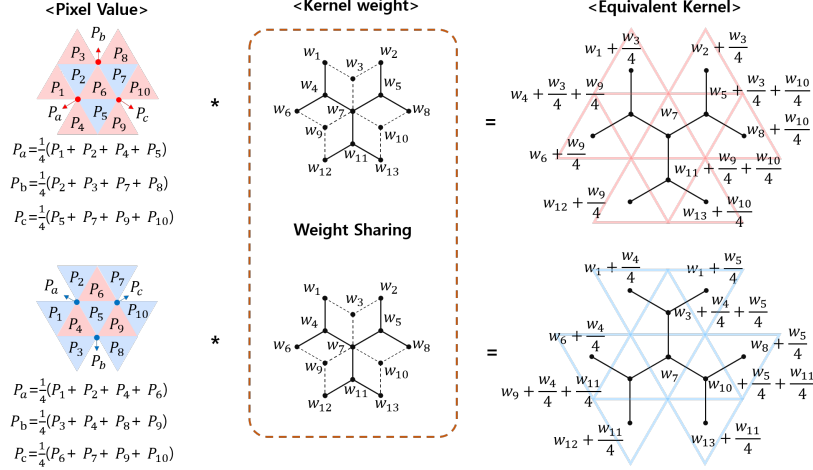 <Pixel Value>
<Kernel weight>
<Equivalent Kernel>
P_b
P_3 P_8
P_2 P_7
P_1 P_6 P_10
P_a P_5 P_c
P_4 P_9
P_a=1/4(P_1+ P_2 + P_4 + P_5)
P_b=1/4(P_2 + P_3 + P_7 + P_8)
P_c=1/4(P_5 + P_7 + P_9 + P_10)
*
w_1 w_2
w_3
w_4 w_5
w_6 w_7 w_8
w_9 w_10
w_11
w_12 w_13
=
w_1 + w_3/4 w_2 + w_3/4
w_4 + w_3/4 + w_9/4 w_5 + w_3/4 + w_10/4
w_7
w_6 + w_9/4 w_8 + w_10/4
w_11 + w_9/4 + w_10/4
w_12 + w_9/4 w_13 + w_10/4
Weight Sharing
P_2 P_7
P_a P_6 P_c
P_1 P_5 P_10
P_4 P_9
P_3 P_8
P_b
P_a=1/4(P_1+ P_2 + P_4 + P_6)
P_b=1/4(P_3 + P_4 + P_8 + P_9)
P_c=1/4(P_6 + P_7 + P_9 + P_10)
*
w_1 w_2
w_3
w_4 w_5
w_6 w_7 w_8
w_9 w_10
w_11
w_12 w_13
=
w_1 + w_4/4 w_1 + w_5/4
w_3 + w_4/4 + w_5/4
w_6 + w_4/4 w_8 + w_5/4
w_7
w_9 + w_4/4 + w_11/4 w_10 + w_5/4 + w_11/4
w_12 + w_11/4 w_13 + w_11/4